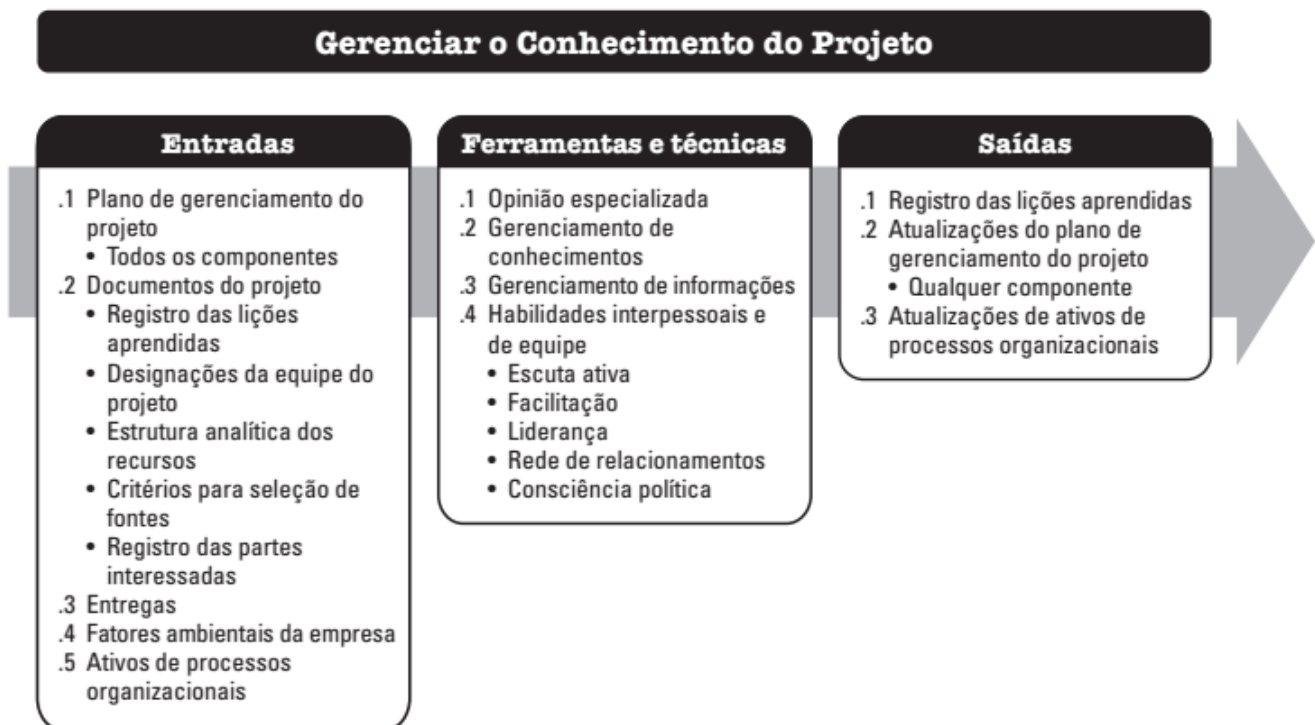 Gerenciar o Conhecimento do Projeto
Entradas
.1 Plano de gerenciamento do
projeto
• Todos os componentes
.2 Documentos do projeto
• Registro das lições
aprendidas
• Designações da equipe do
projeto
• Estrutura analítica dos
recursos
• Critérios para seleção de
fontes
• Registro das partes
interessadas
.3 Entregas
.4 Fatores ambientais da empresa
.5 Ativos de processos
organizacionais
Ferramentas e técnicas
.1 Opinião especializada
.2 Gerenciamento de
conhecimentos
.3 Gerenciamento de informações
.4 Habilidades interpessoais e
de equipe
• Escuta ativa
• Facilitação
• Liderança
• Rede de relacionamentos
• Consciência política
Saídas
.1 Registro das lições aprendidas
.2 Atualizações do plano de
gerenciamento do projeto
• Qualquer componente
.3 Atualizações de ativos de
processos organizacionais